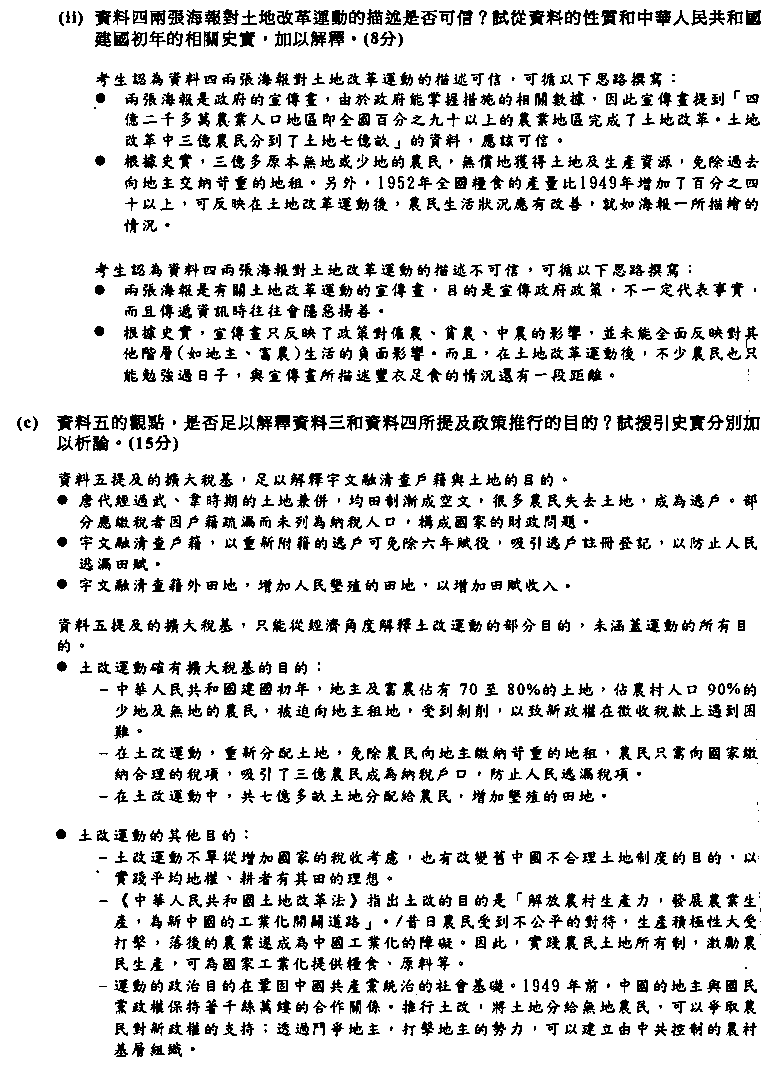 (ii) 資料四兩張海報對土地改革運動的描述是否可信？試從資料的性質和中華人民共和國
建國初年的相關史實，加以解釋。(8分)
考生認為資料四兩張海報對土地改革運動的描述可信，可循以下思路撰寫：
● 兩張海報是政府的宣傳畫，由於政府能掌握措施的相關數據，因此宣傳畫提到「四
億二千多萬農業人口地區即全國百分之九十以上的農業地區完成了土地改革。土地
改革中三億農民分到了土地七億畝」的資料，應該可信。
● 根據史實，三億多原本無地或少地的農民，無償地獲得土地及生產資源，免除過去
向地主交納苛重的地租。另外，1952年全國糧食的產量比1949年增加了百分之四
十以上，可反映在土地改革運動後，農民生活狀況應有改善，就如海報一所描繪的
情況。
考生認為資料四兩張海報對土地改革運動的描述不可信，可循以下思路撰寫：
● 兩張海報是有關土地改革運動的宣傳畫，目的是宣傳政府政策，不一定代表事實，
而且傳遞資訊時往往會隱惡揚善。
● 根據史實，宣傳畫只反映了政策對僱農、貧農、中農的影響，並未能全面反映對其
他階層(如地主、富農)生活的負面影響。而且，在土地改革運動後，不少農民也只
能勉強過日子，與宣傳畫所描述豐衣足食的情況還有一段距離。
(c) 資料五的觀點，是否足以解釋資料三和資料四所提及政策推行的目的？試援引史實分別加
以析論。(15分)
資料五提及的擴大稅基，足以解釋宇文融清查戶籍與土地的目的。
● 唐代經過武、韋時期的土地兼併，均田制漸成空文，很多農民失去土地，成為逃戶。部
分應繳稅者因戶籍疏漏而未列為納稅人口，構成國家的財政問題。
● 宇文融清查戶籍，以重新附籍的逃戶可免除六年賦役，吸引逃戶註冊登記，以防止人民
逃漏田賦。
● 宇文融清查籍外田地，增加人民墾殖的田地，以增加田賦收入。
資料五提及的擴大稅基，只能從經濟角度解釋土改運動的部分目的，未涵蓋運動的所有目
的。
● 土改運動確有擴大稅基的目的：
– 中華人民共和國建國初年，地主及富農佔有 70 至 80%的土地，佔農村人口 90%的
少地及無地的農民，被迫向地主租地，受到剝削，以致新政權在徵收稅款上遇到困
難。
– 在土改運動，重新分配土地，免除農民向地主繳納苛重的地租，農民只需向國家繳
納合理的稅項，吸引了三億農民成為納稅戶口，防止人民逃漏稅項。
– 在土改運動中，共七億多畝土地分配給農民，增加墾殖的田地。
● 土改運動的其他目的：
– 土改運動不單從增加國家的稅收考慮，也有改變舊中國不合理土地制度的目的，以
實踐平均地權、耕者有其田的理想。
– 《中華人民共和國土地改革法》指出土改的目的是「解放農村生產力，發展農業生
產，為新中國的工業化開闢道路」。/昔日農民受到不公平的對待，生產積極性大受
打擊，落後的農業遂成為中國工業化的障礙。因此，實踐農民土地所有制，激勵農
民生產，可為國家工業化提供糧食、原料等。
– 運動的政治目的在鞏固中國共產黨統治的社會基礎。1949 年前，中國的地主與國民
黨政權保持着千絲萬縷的合作關係。推行土改，將土地分給無地農民，可以爭取農
民對新政權的支持；透過鬥爭地主，打擊地主的勢力，可以建立由中共控制的農村
基層組織。